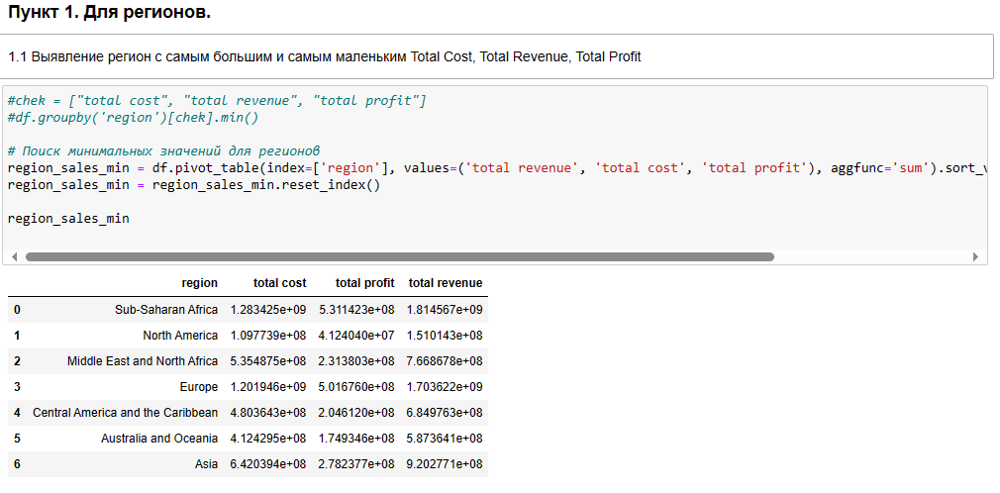 Пункт 1. Для регионов.
1.1 Выявление регион с самым большим и самым маленьким Total Cost, Total Revenue, Total Profit
#chek = ["total cost", "total revenue", "total profit"]
#df.groupby('region')[chek].min()
# Поиск минимальных значений для регионов
region_sales_min = df.pivot_table(index=['region'], values=('total revenue', 'total cost', 'total profit'), aggfunc='sum').sort_v
region_sales_min = region_sales_min.reset_index()
region_sales_min
region total cost total profit total revenue
0 Sub-Saharan Africa 1.283425e+09 5.311423e+08 1.814567e+09
1 North America 1.097739e+08 4.124040e+07 1.510143e+08
2 Middle East and North Africa 5.354875e+08 2.313803e+08 7.668678e+08
3 Europe 1.201946e+09 5.016760e+08 1.703622e+09
4 Central America and the Caribbean 4.803643e+08 2.046120e+08 6.849763e+08
5 Australia and Oceania 4.124295e+08 1.749346e+08 5.873641e+08
6 Asia 6.420394e+08 2.782377e+08 9.202771e+08